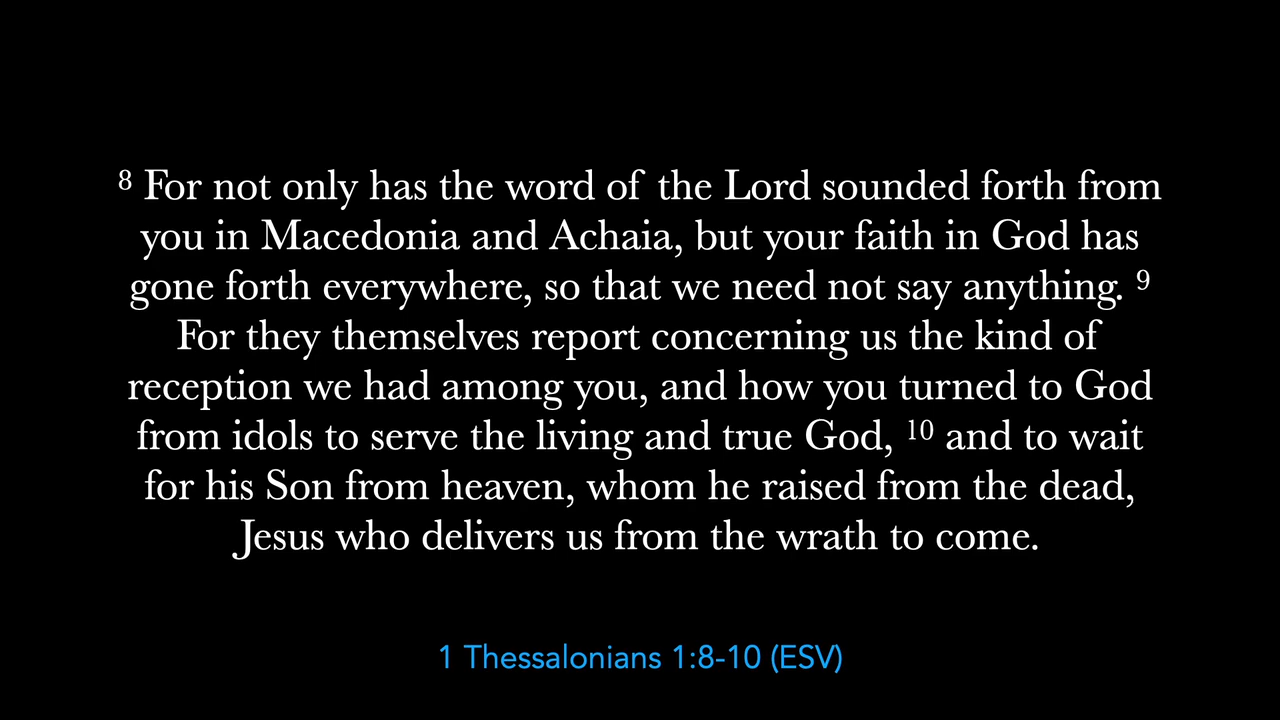 8 For not only has the word of the Lord sounded forth from
you in Macedonia and Achaia, but your faith in God has
gone forth everywhere, so that we need not say anything. 9
For they themselves report concerning us the kind of
reception we had among you, and how you turned to God
from idols to serve the living and true God, 10 and to wait
for his Son from heaven, whom he raised from the dead,
Jesus who delivers us from the wrath to come.
1 Thessalonians 1:8-10 (ESV)